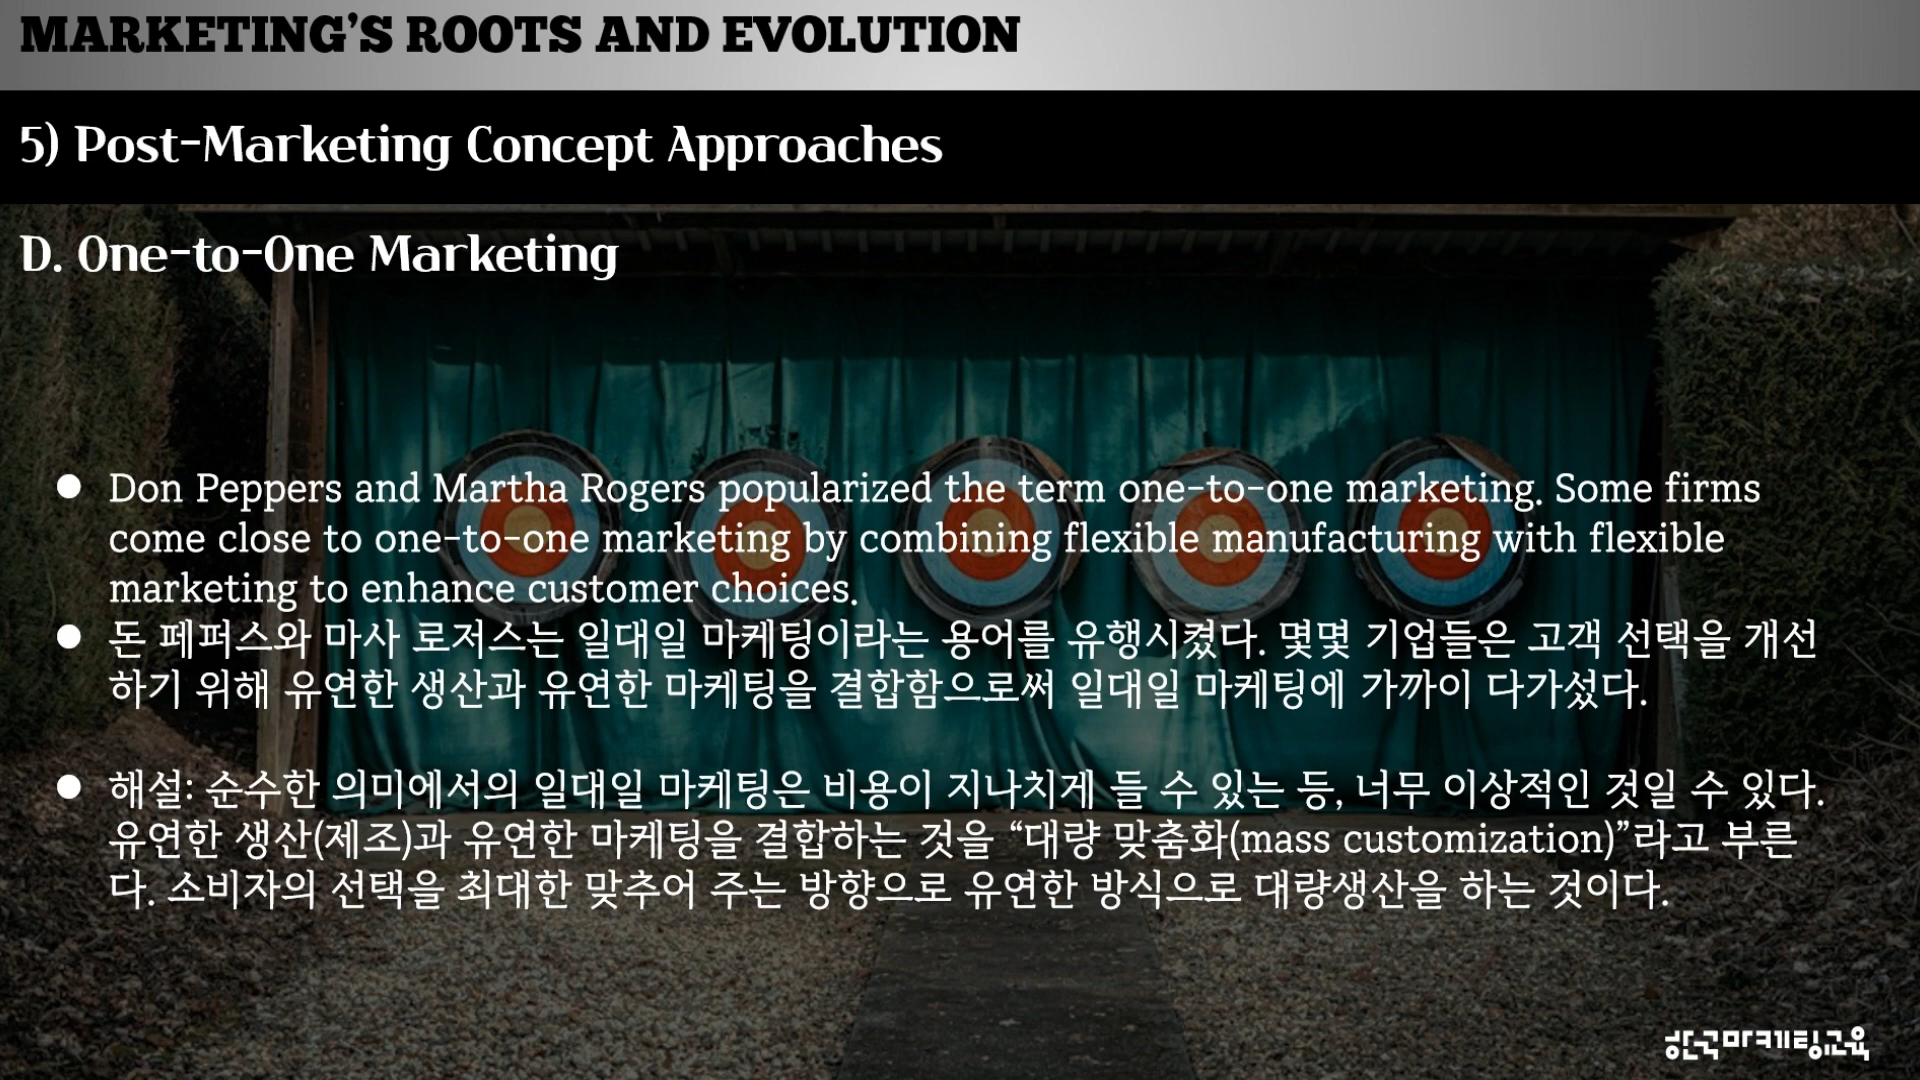 MARKETING’S ROOTS AND EVOLUTION
5) Post-Marketing Concept Approaches
D. One-to-One Marketing
● Don Peppers and Martha Rogers popularized the term one-to-one marketing. Some firms
come close to one-to-one marketing by combining flexible manufacturing with flexible
marketing to enhance customer choices.
● 돈 페퍼스와 마사 로저스는 일대일 마케팅이라는 용어를 유행시켰다. 몇몇 기업들은 고객 선택을 개선
하기 위해 유연한 생산과 유연한 마케팅을 결합함으로써 일대일 마케팅에 가까이 다가섰다.
● 해설: 순수한 의미에서의 일대일 마케팅은 비용이 지나치게 들 수 있는 등, 너무 이상적인 것일 수 있다.
유연한 생산(제조)과 유연한 마케팅을 결합하는 것을 “대량 맞춤화(mass customization)”라고 부른
다. 소비자의 선택을 최대한 맞추어 주는 방향으로 유연한 방식으로 대량생산을 하는 것이다.
한국마케팅교육